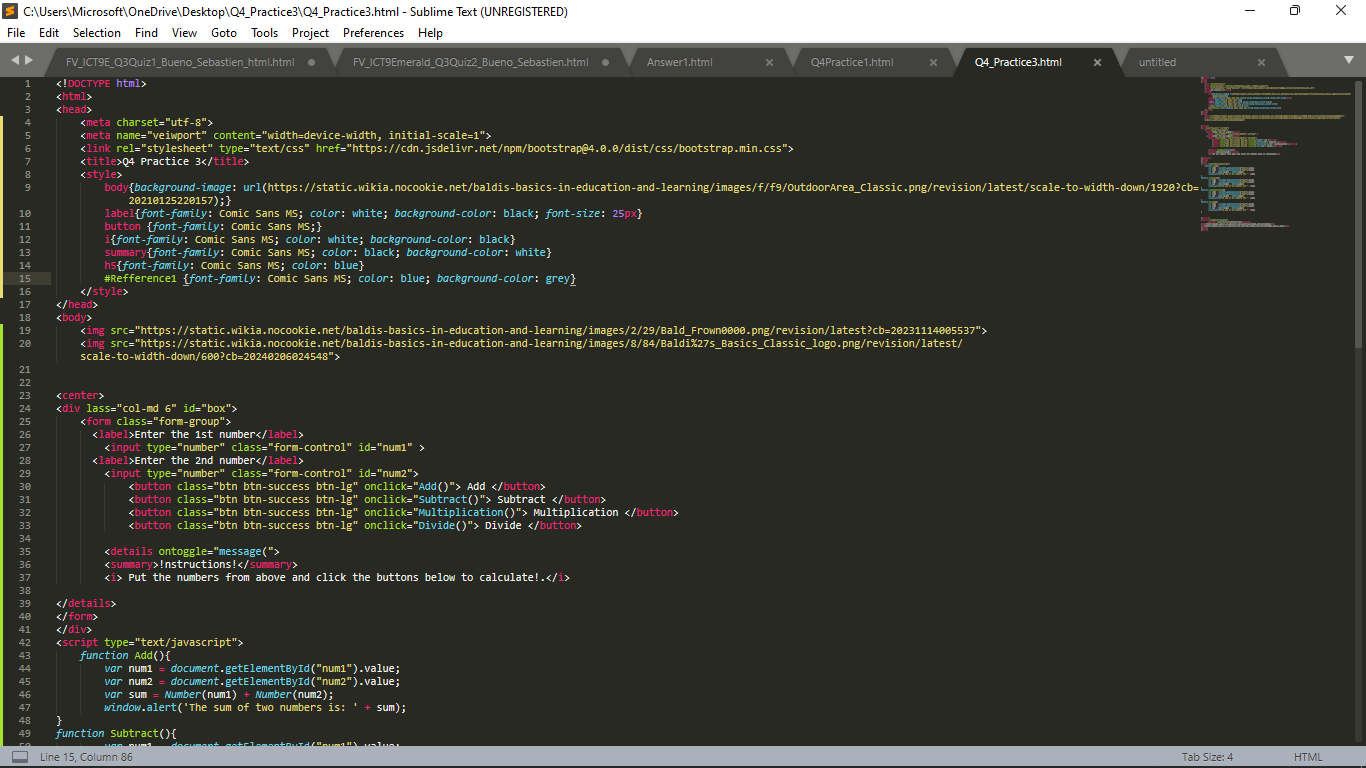 C:\Users\Microsoft\OneDrive\Desktop\Q4_Practice3\Q4_Practice3.html - Sublime Text (UNREGISTERED)
File Edit Selection Find View Goto Tools Project Preferences Help
FV_ICT9E_Q3Quiz1_Bueno_Sebastien_html.html FV_ICT9Emerald_Q3Quiz2_Bueno_Sebastien.html Answer1.html Q4Practice1.html Q4_Practice3.html untitled
1 <!DOCTYPE html>
2 <html>
3 <head>
4 <meta charset="utf-8">
5 <meta name="veiwport" content="width=device-width, initial-scale=1">
6 <link rel="stylesheet" type="text/css" href="https://cdn.jsdelivr.net/npm/bootstrap@4.0.0/dist/css/bootstrap.min.css">
7 <title>Q4 Practice 3</title>
8 <style>
9 body{background-image: url(https://static.wikia.nocookie.net/baldis-basics-in-education-and-learning/images/f/f9/OutdoorArea_Classic.png/revision/latest/scale-to-width-down/1920?cb=
20210125220157);}
10 label{font-family: Comic Sans MS; color: white; background-color: black; font-size: 25px}
11 button {font-family: Comic Sans MS;}
12 i{font-family: Comic Sans MS; color: white; background-color: black}
13 summary{font-family: Comic Sans MS; color: black; background-color: white}
14 h5{font-family: Comic Sans MS; color: blue}
15 #Refference1 {font-family: Comic Sans MS; color: blue; background-color: grey}
16 </style>
17 </head>
18 <body>
19 <img src="https://static.wikia.nocookie.net/baldis-basics-in-education-and-learning/images/2/29/Bald_Frown0000.png/revision/latest?cb=20231114005537">
20 <img src="https://static.wikia.nocookie.net/baldis-basics-in-education-and-learning/images/8/84/Baldi%27s_Basics_Classic_logo.png/revision/latest/
scale-to-width-down/600?cb=20240206024548">
21
22
23 <center>
24 <div lass="col-md 6" id="box">
25 <form class="form-group">
26 <label>Enter the 1st number</label>
27 <input type="number" class="form-control" id="num1" >
28 <label>Enter the 2nd number</label>
29 <input type="number" class="form-control" id="num2">
30 <button class="btn btn-success btn-lg" onclick="Add()"> Add </button>
31 <button class="btn btn-success btn-lg" onclick="Subtract()"> Subtract </button>
32 <button class="btn btn-success btn-lg" onclick="Multiplication()"> Multiplication </button>
33 <button class="btn btn-success btn-lg" onclick="Divide()"> Divide </button>
34
35 <details ontoggle="message(">
36 <summary>!nstructions!</summary>
37 <i> Put the numbers from above and click the buttons below to calculate!.</i>
38
39 </details>
40 </form>
41 </div>
42 <script type="text/javascript">
43 function Add(){
44 var num1 = document.getElementById("num1").value;
45 var num2 = document.getElementById("num2").value;
46 var sum = Number(num1) + Number(num2);
47 window.alert('The sum of two numbers is: ' + sum);
48 }
49 function Subtract(){
50 var num1 = document.getElementById("num1").value;
Line 15, Column 86 Tab Size: 4 HTML